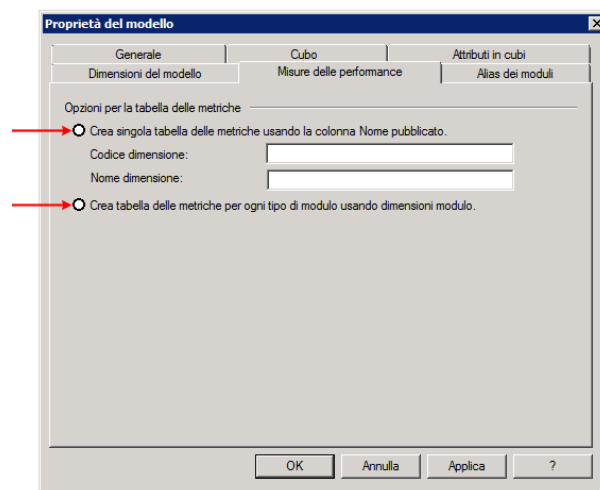 Proprietà del modello
Generale
Cubo
Attributi in cubi
Dimensioni del modello
Misure delle performance
Alias dei moduli
Opzioni per la tabella delle metriche
Crea singola tabella delle metriche usando la colonna Nome pubblicato.
Codice dimensione:
Nome dimensione:
Crea tabella delle metriche per ogni tipo di modulo usando dimensioni modulo.
OK
Annulla
Applica
?